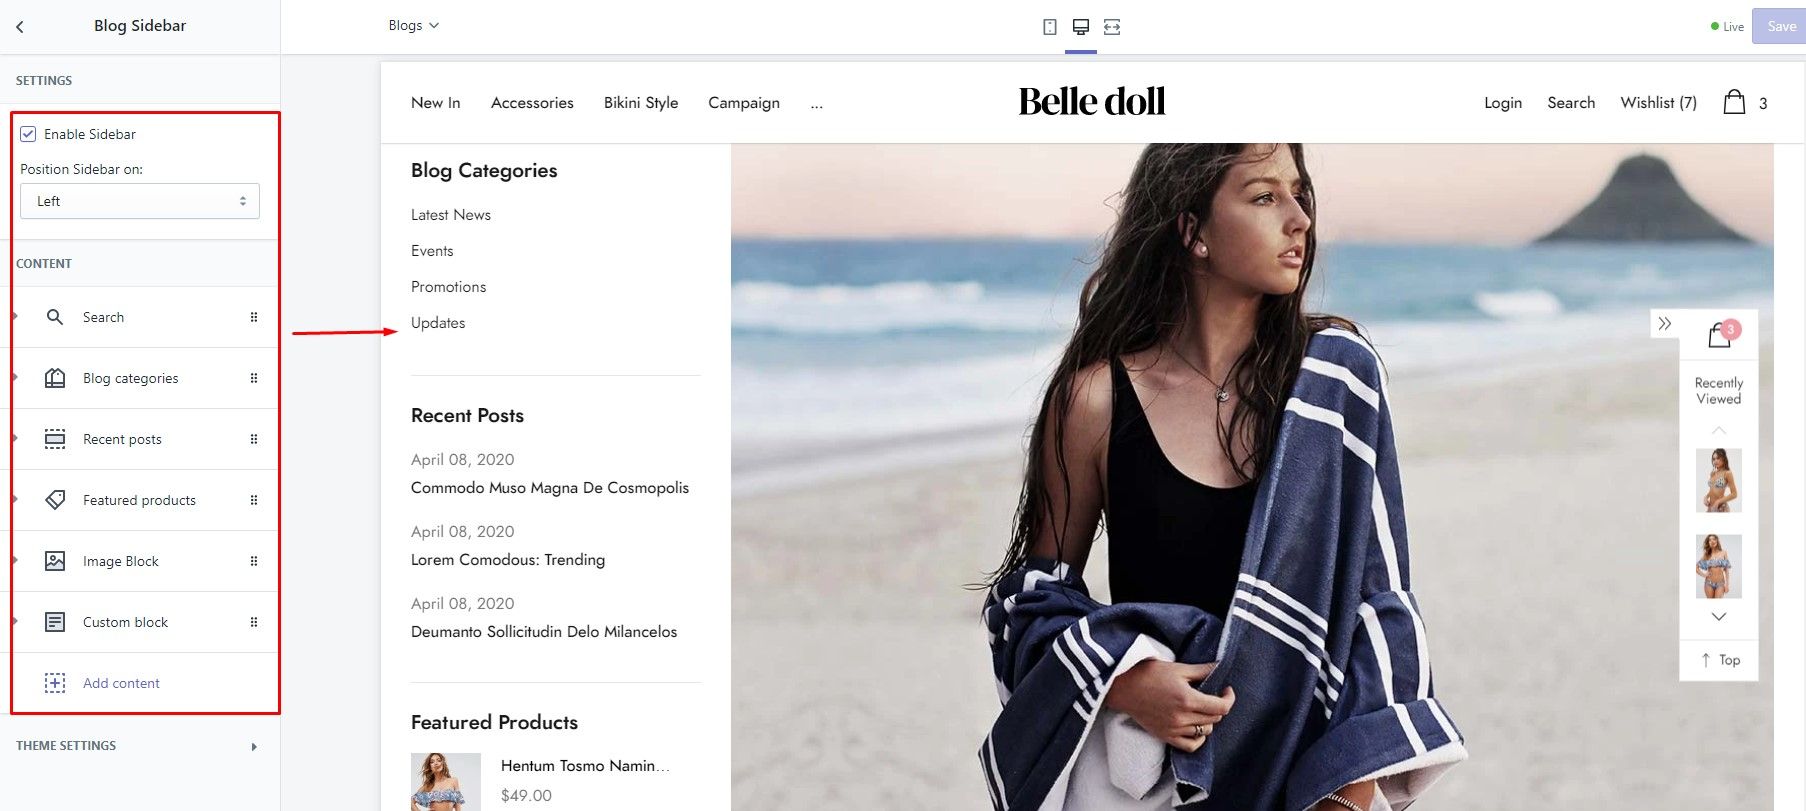 Blog Sidebar
Blogs
Live
Save
SETTINGS
Enable Sidebar
Position Sidebar on:
Left
CONTENT
Search
Blog categories
Recent posts
Featured products
Image Block
Custom block
Add content
THEME SETTINGS
New In Accessories Bikini Style Campaign ...
Belle doll
Login Search Wishlist (7) 3
Blog Categories
Latest News
Events
Promotions
Updates
Recent Posts
April 08, 2020
Commodo Muso Magna De Cosmopolis
April 08, 2020
Lorem Comodous: Trending
April 08, 2020
Deumanto Sollicitudin Delo Milancelos
Featured Products
Hentum Tosmo Namin...
$49.00
3
Recently
Viewed
Top